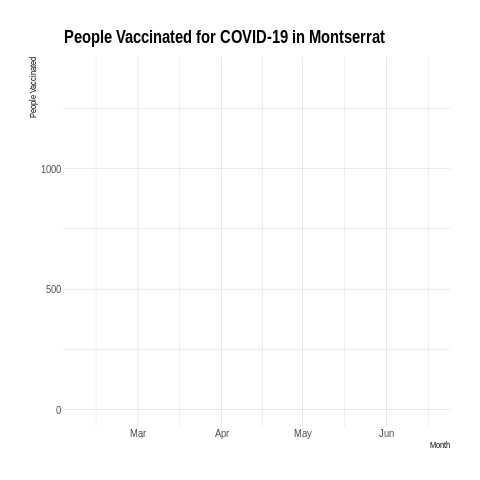 People Vaccinated for COVID-19 in Montserrat
People Vaccinated
1000
500
0
Mar Apr May Jun
Month